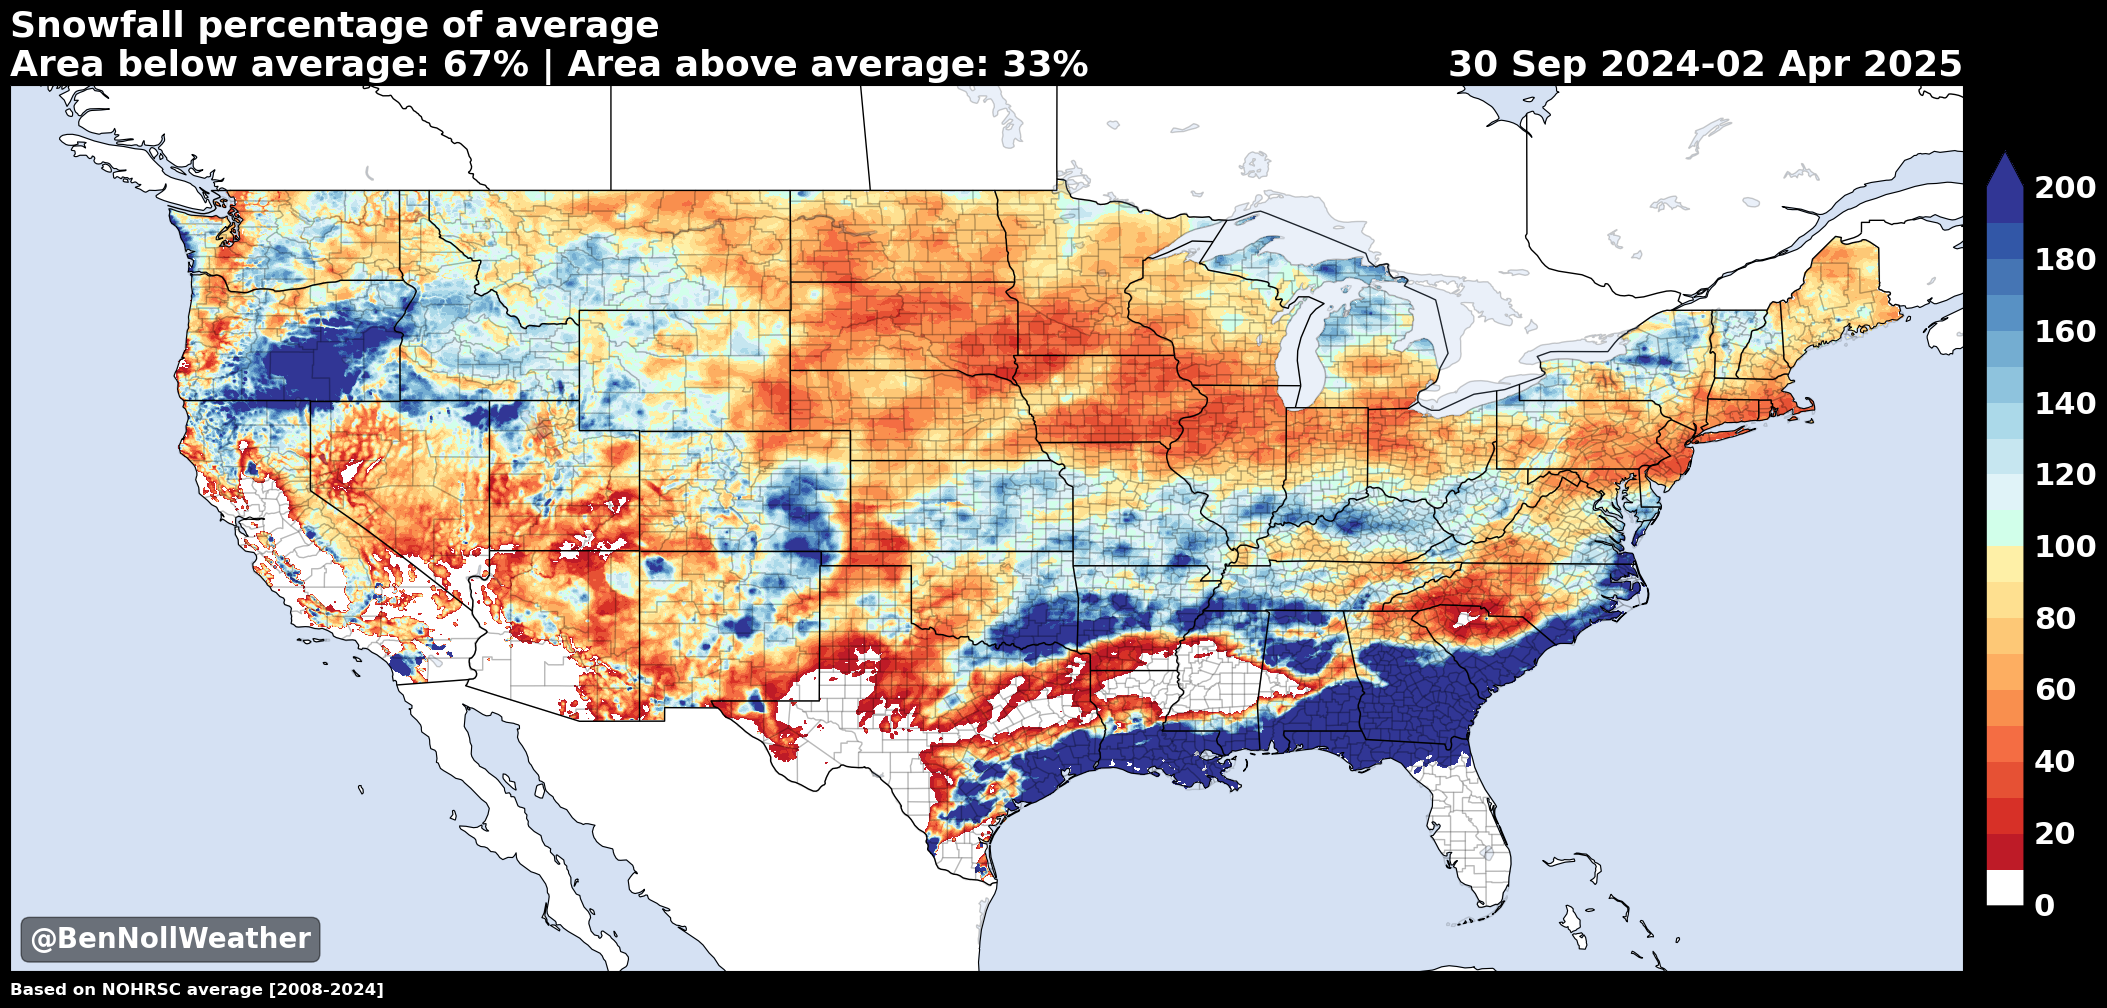 Snowfall percentage of average
Area below average: 67% | Area above average: 33%
30 Sep 2024-02 Apr 2025
200
180
160
140
120
100
80
60
40
20
0
@BenNollWeather
Based on NOHRSC average [2008-2024]